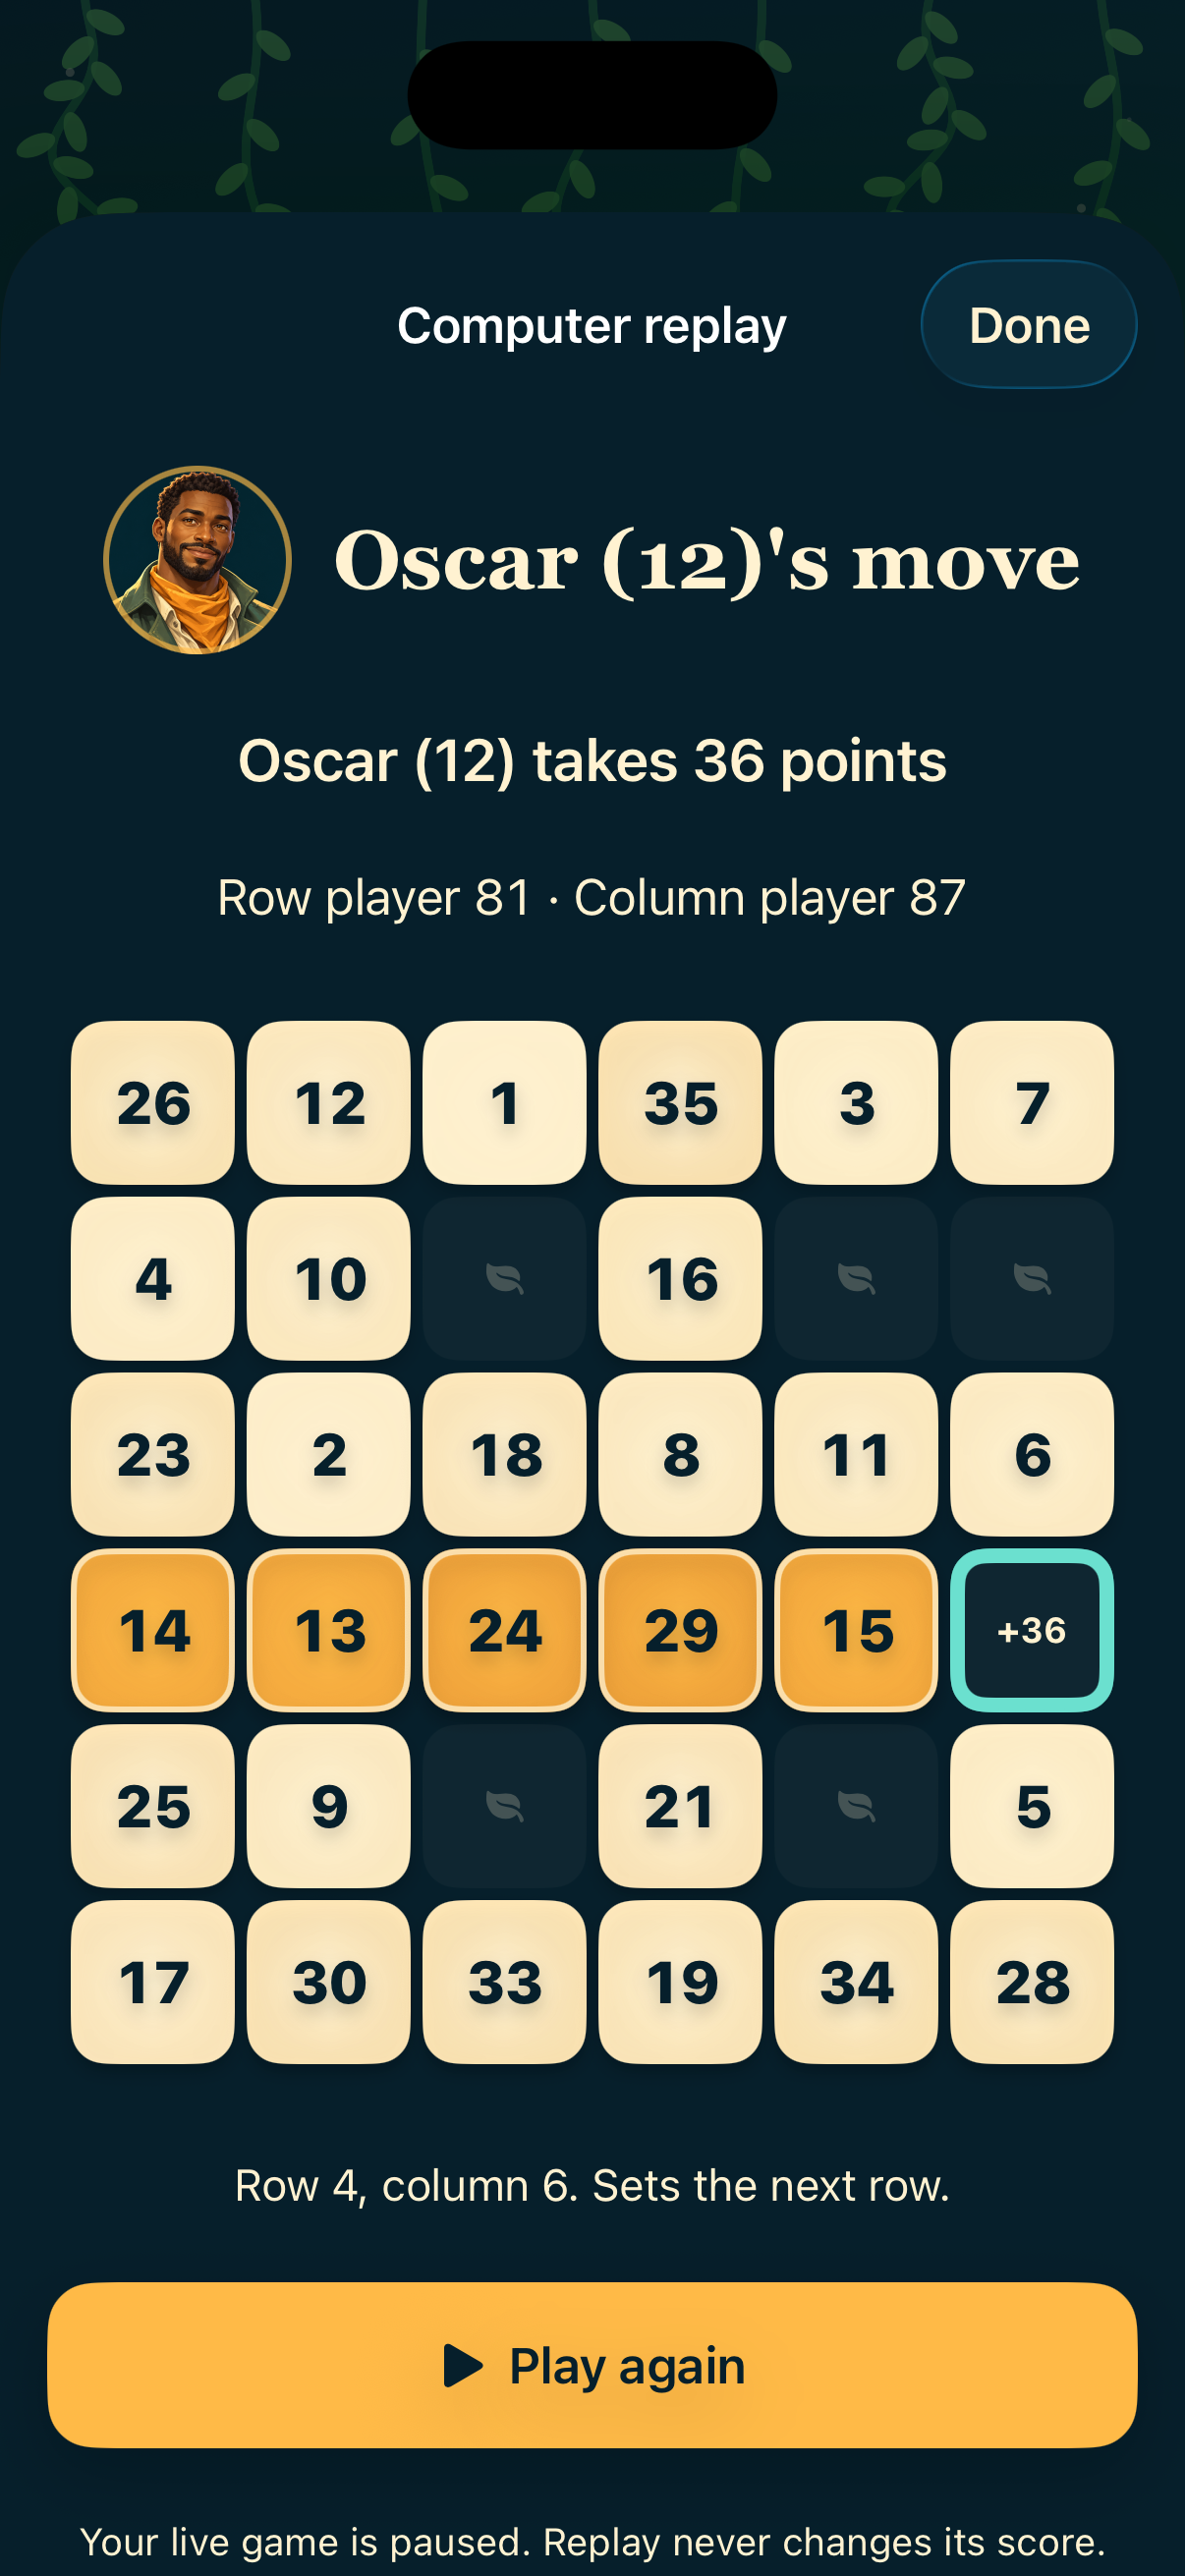 Computer replay
Done
Oscar (12)'s move
Oscar (12) takes 36 points
Row player 81 · Column player 87
26 12 1 35 3 7
4 10 16
23 2 18 8 11 6
14 13 24 29 15 +36
25 9 21 5
17 30 33 19 34 28
Row 4, column 6. Sets the next row.
Play again
Your live game is paused. Replay never changes its score.